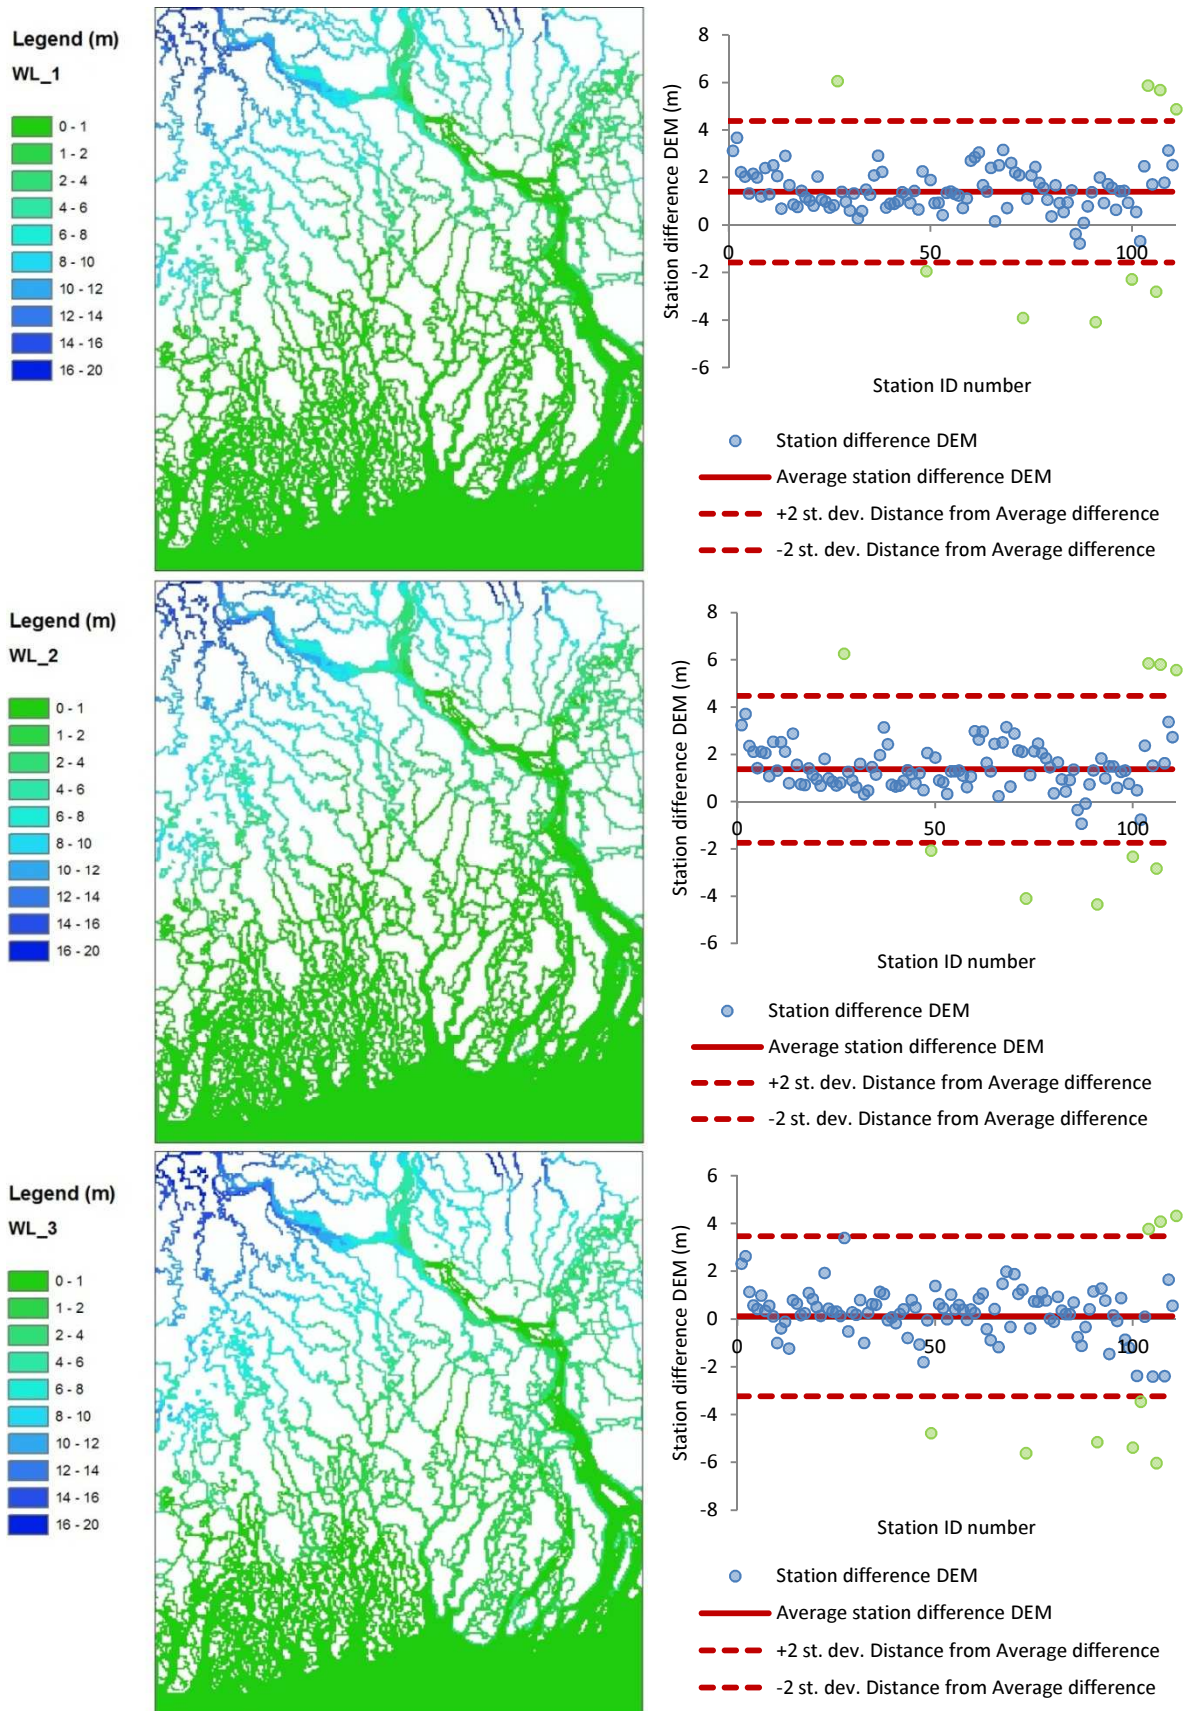 Legend (m)
WL_1
0 - 1
1 - 2
2 - 4
4 - 6
6 - 8
8 - 10
10 - 12
12 - 14
14 - 16
16 - 20
Station difference DEM (m)
8
6
4
2
0
-2
-4
-6
0 50 100
Station ID number
Station difference DEM
Average station difference DEM
+2 st. dev. Distance from Average difference
-2 st. dev. Distance from Average difference
Legend (m)
WL_2
0 - 1
1 - 2
2 - 4
4 - 6
6 - 8
8 - 10
10 - 12
12 - 14
14 - 16
16 - 20
Station difference DEM (m)
8
6
4
2
0
-2
-4
-6
0 50 100
Station ID number
Station difference DEM
Average station difference DEM
+2 st. dev. Distance from Average difference
-2 st. dev. Distance from Average difference
Legend (m)
WL_3
0 - 1
1 - 2
2 - 4
4 - 6
6 - 8
8 - 10
10 - 12
12 - 14
14 - 16
16 - 20
Station difference DEM (m)
6
4
2
0
-2
-4
-6
-8
0 50 100
Station ID number
Station difference DEM
Average station difference DEM
+2 st. dev. Distance from Average difference
-2 st. dev. Distance from Average difference